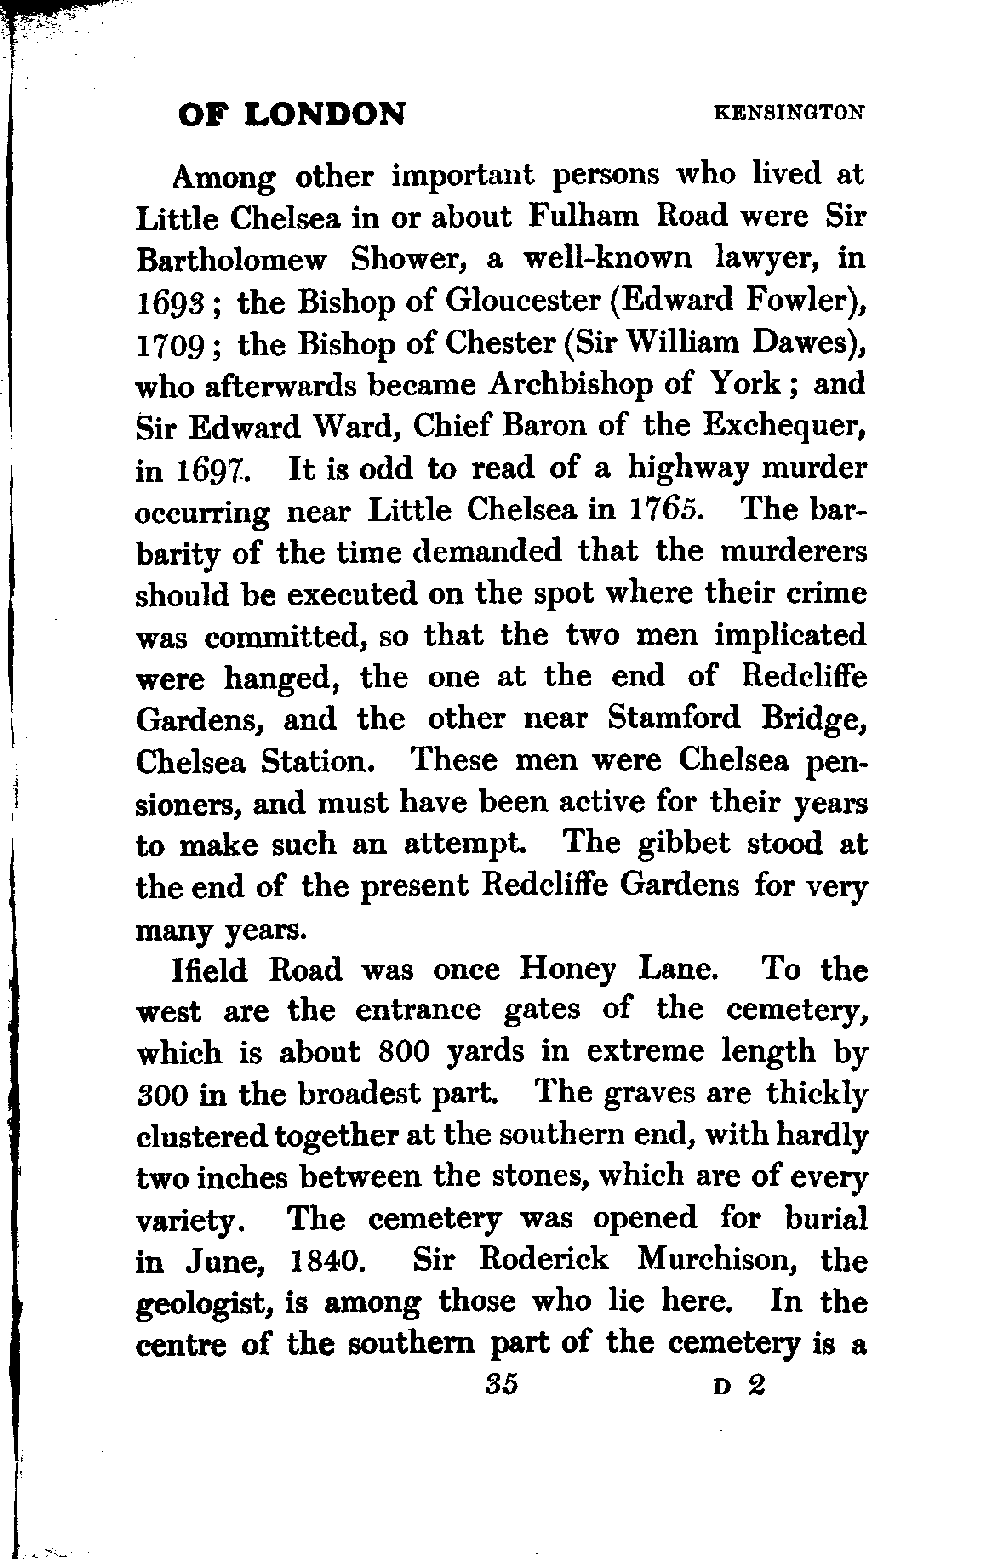 OF LONDON KENSINGTON
Among other important persons who lived at
Little Chelsea in or about Fulham Road were Sir
Bartholomew Shower, a well-known lawyer, in
1693; the Bishop of Gloucester (Edward Fowler),
1709; the Bishop of Chester (Sir William Dawes),
who afterwards became Archbishop of York; and
Sir Edward Ward, Chief Baron of the Exchequer,
in 1697. It is odd to read of a highway murder
occurring near Little Chelsea in 1765. The bar-
barity of the time demanded that the murderers
should be executed on the spot where their crime
was committed, so that the two men implicated
were hanged, the one at the end of Redcliffe
Gardens, and the other near Stamford Bridge,
Chelsea Station. These men were Chelsea pen-
sioners, and must have been active for their years
to make such an attempt. The gibbet stood at
the end of the present Redcliffe Gardens for very
many years.
Ifield Road was once Honey Lane. To the
west are the entrance gates of the cemetery,
which is about 800 yards in extreme length by
300 in the broadest part. The graves are thickly
clustered together at the southern end, with hardly
two inches between the stones, which are of every
variety. The cemetery was opened for burial
in June, 1840. Sir Roderick Murchison, the
geologist, is among those who lie here. In the
centre of the southern part of the cemetery is a
35 D 2